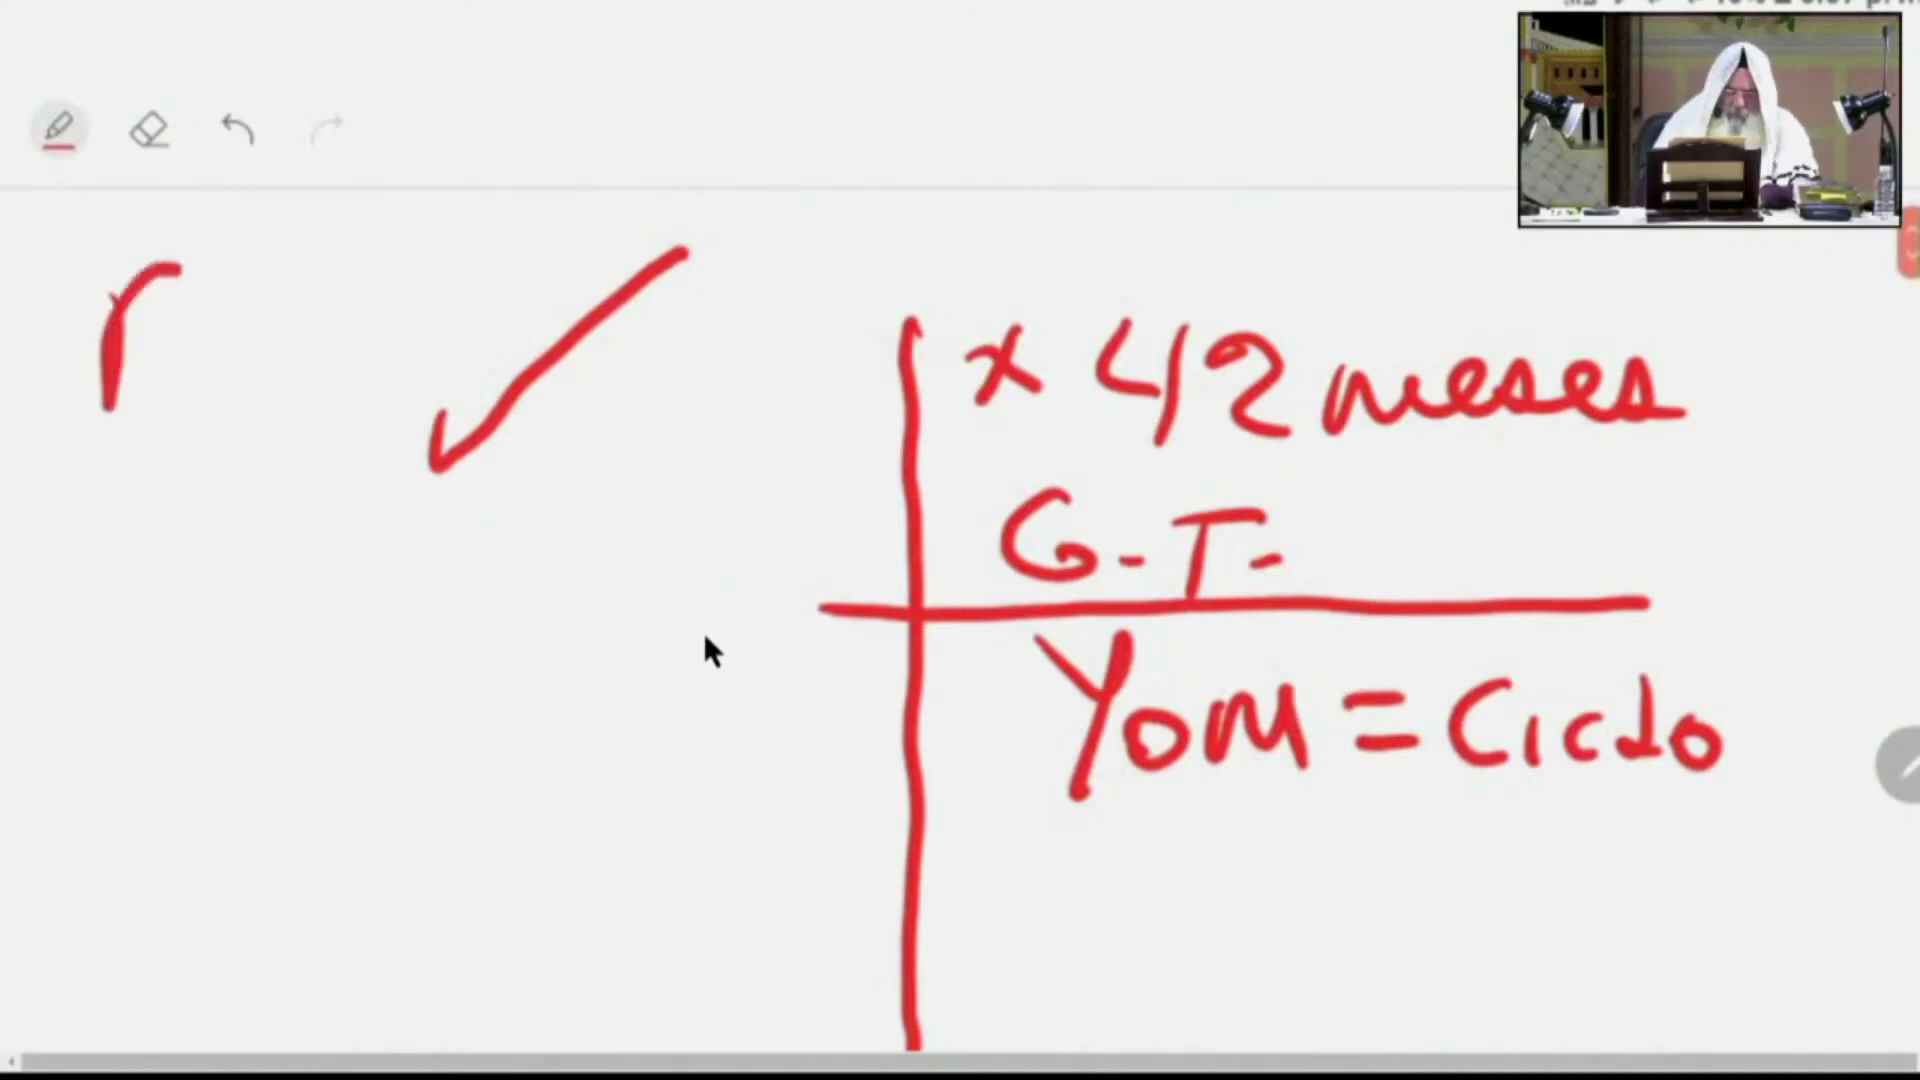 r
x 42 meses
G-T-
Yom = Ciclo